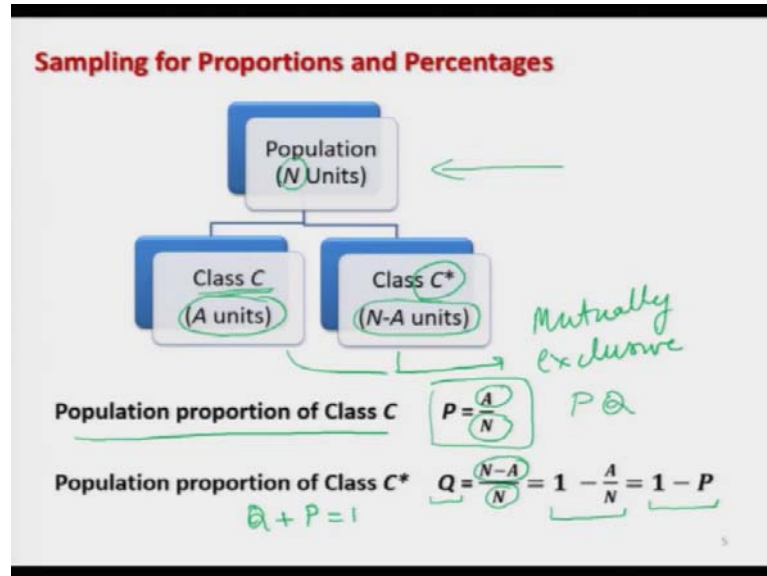 Sampling for Proportions and Percentages
Population
(N Units)
Class C
(A units)
Class C*
(N-A units)
Mutually
exclusive
Population proportion of Class C P = A/N P Q
Population proportion of Class C* Q = N−A/N = 1 − A/N = 1 − P
Q + P = 1
5